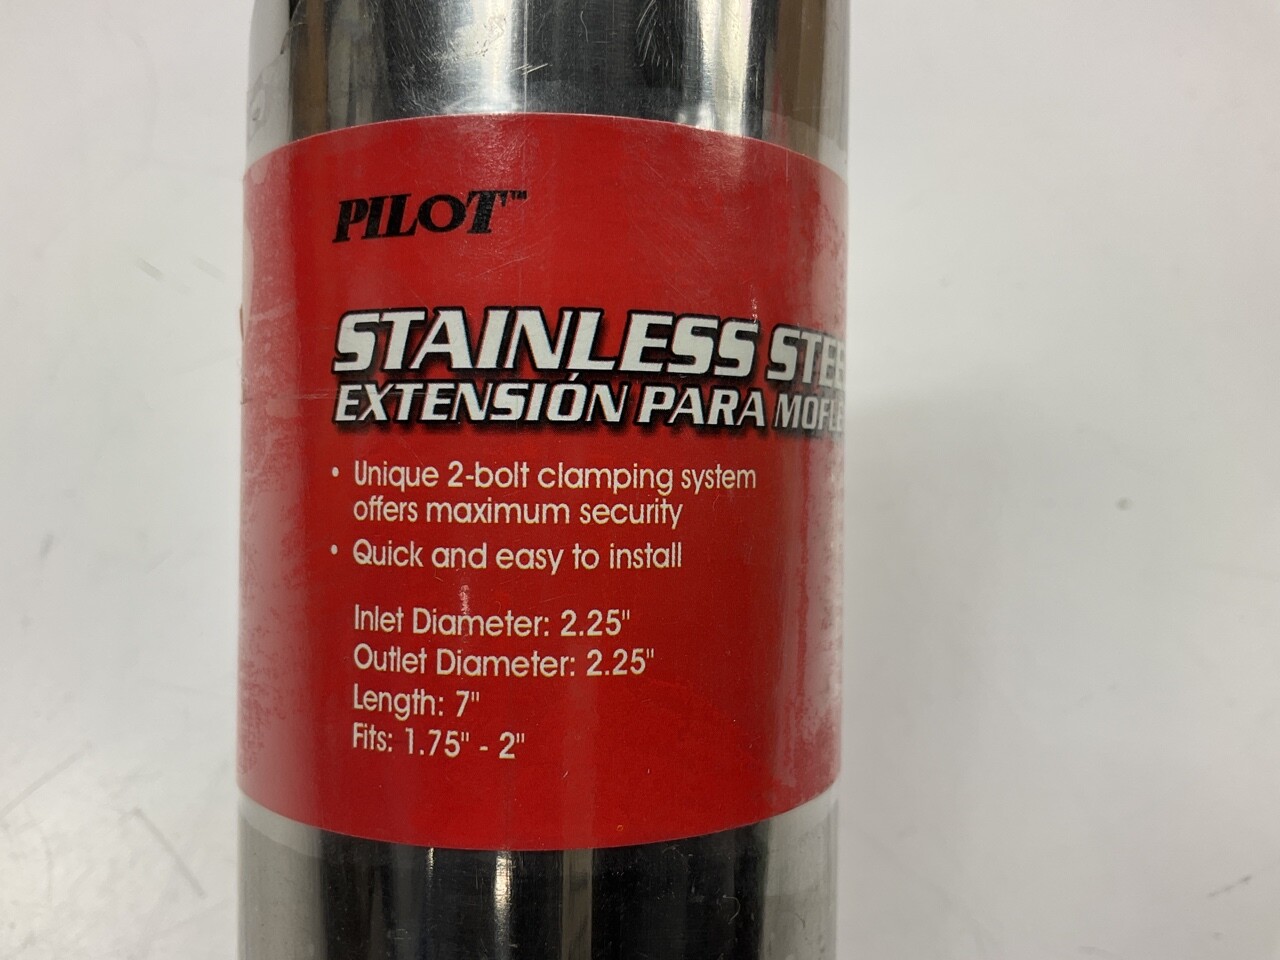 PILOT™
STAINLESS STEE
EXTENSIÓN PARA MOFLE
• Unique 2-bolt clamping system
offers maximum security
• Quick and easy to install
Inlet Diameter: 2.25"
Outlet Diameter: 2.25"
Length: 7"
Fits: 1.75" - 2"